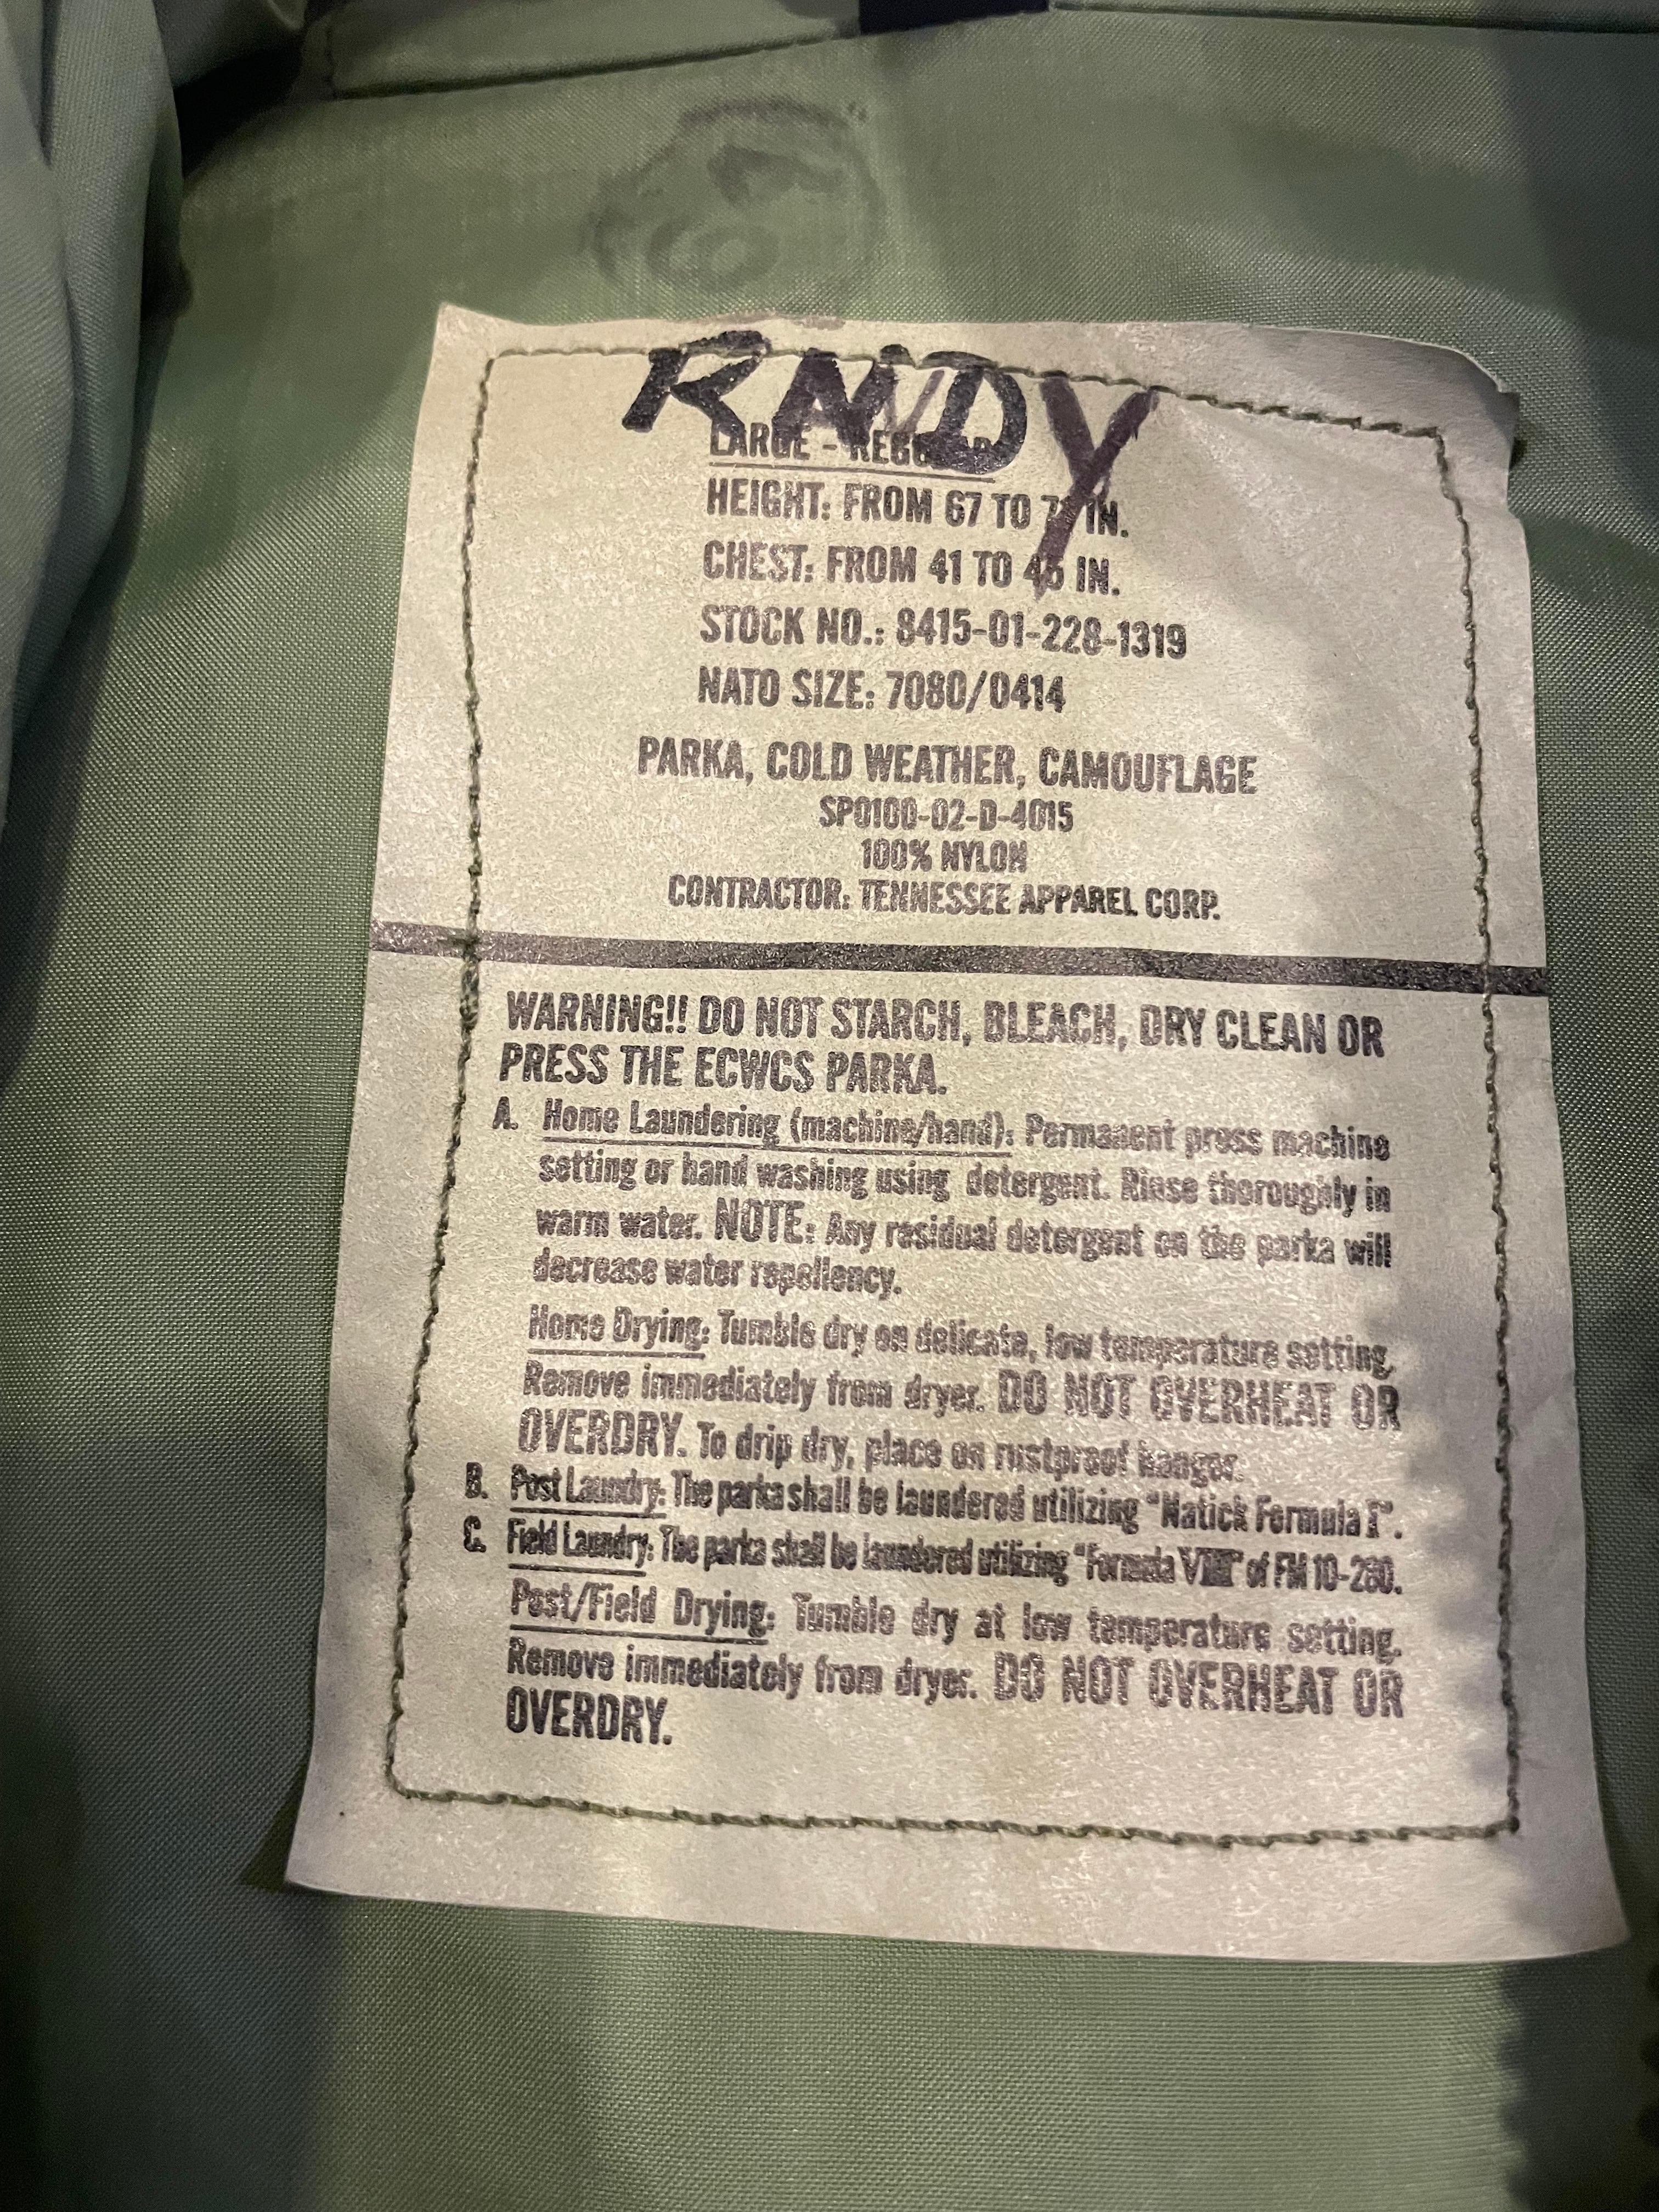 RNDY
LARGE - REGULAR
HEIGHT: FROM 67 TO IN.
CHEST: FROM 41 TO 45 IN.
STOCK NO.: 8415-01-228-1319
NATO SIZE: 7080/0414
PARKA, COLD WEATHER, CAMOUFLAGE
SP0100-02-D-4015
100% NYLON
CONTRACTOR: TENNESSEE APPAREL CORP.
WARNING!! DO NOT STARCH, BLEACH, DRY CLEAN OR
PRESS THE ECWCS PARKA.
A. Home Laundering (machine/hand): Permanent press machine
setting or hand washing using detergent. Rinse thoroughly in
warm water. NOTE: Any residual detergent on the parka will
decrease water repellency.
Home Drying: Tumble dry on delicate, low temperature setting.
Remove immediately from dryer. DO NOT OVERHEAT OR
OVERDRY. To drip dry, place on rustproof hanger.
B. Post Laundry: The parka shall be laundered utilizing "Natick Formula I".
C. Field Laundry: The parka shall be laundered utilizing "Formula VIII" of FM 10-280.
Post/Field Drying: Tumble dry at low temperature setting.
Remove immediately from dryer. DO NOT OVERHEAT OR
OVERDRY.